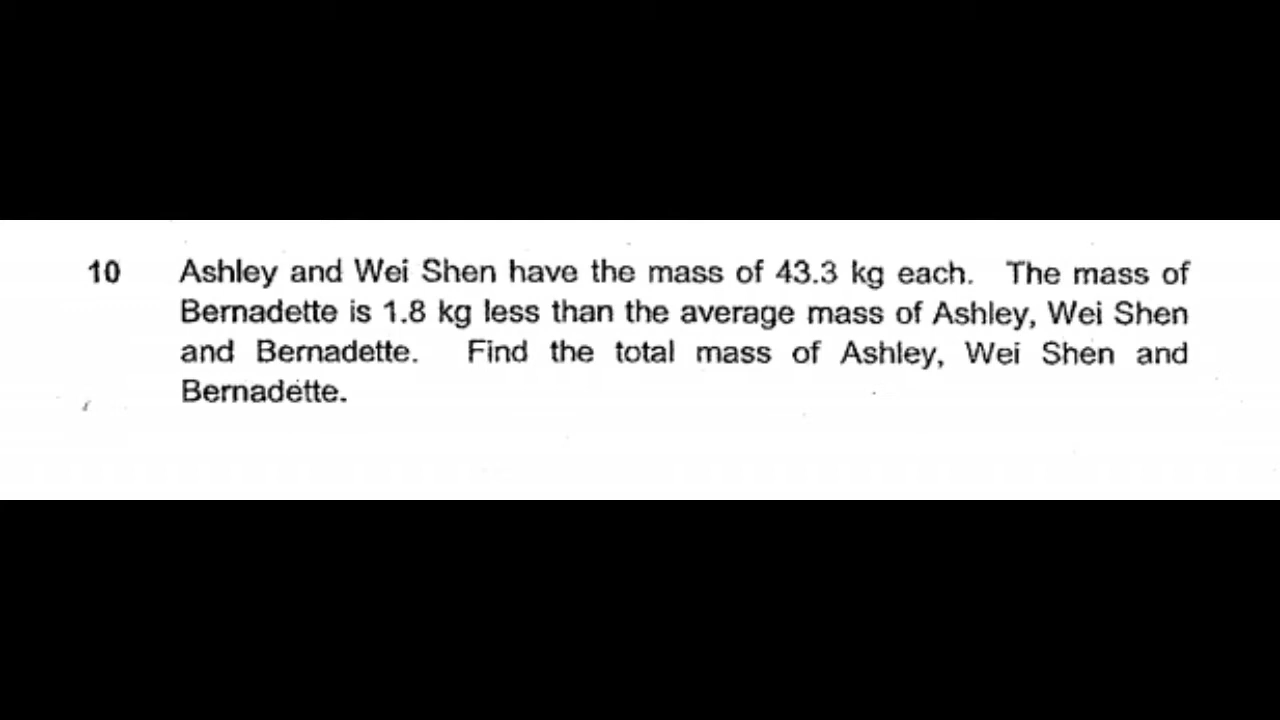 10 Ashley and Wei Shen have the mass of 43.3 kg each. The mass of
Bernadette is 1.8 kg less than the average mass of Ashley, Wei Shen
and Bernadette. Find the total mass of Ashley, Wei Shen and
Bernadette.